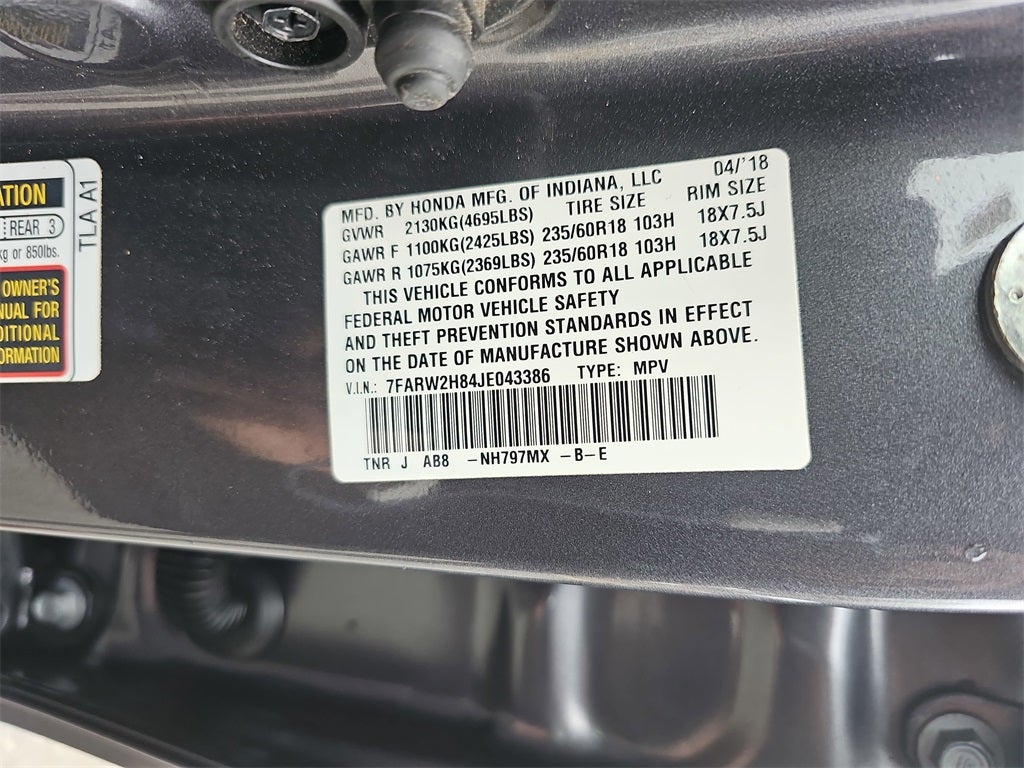 ATION
REAR 3
kg or 850lbs.
OWNER'S
NUAL FOR
DITIONAL
FORMATION
TLA A1
MFD. BY HONDA MFG. OF INDIANA, LLC 04/'18
GVWR 2130KG(4695LBS) TIRE SIZE RIM SIZE
GAWR F 1100KG(2425LBS) 235/60R18 103H 18X7.5J
GAWR R 1075KG(2369LBS) 235/60R18 103H 18X7.5J
THIS VEHICLE CONFORMS TO ALL APPLICABLE
FEDERAL MOTOR VEHICLE SAFETY
AND THEFT PREVENTION STANDARDS IN EFFECT
ON THE DATE OF MANUFACTURE SHOWN ABOVE.
V.I.N.: 7FARW2H84JE043386 TYPE: MPV
TNR J AB8 -NH797MX -B-E